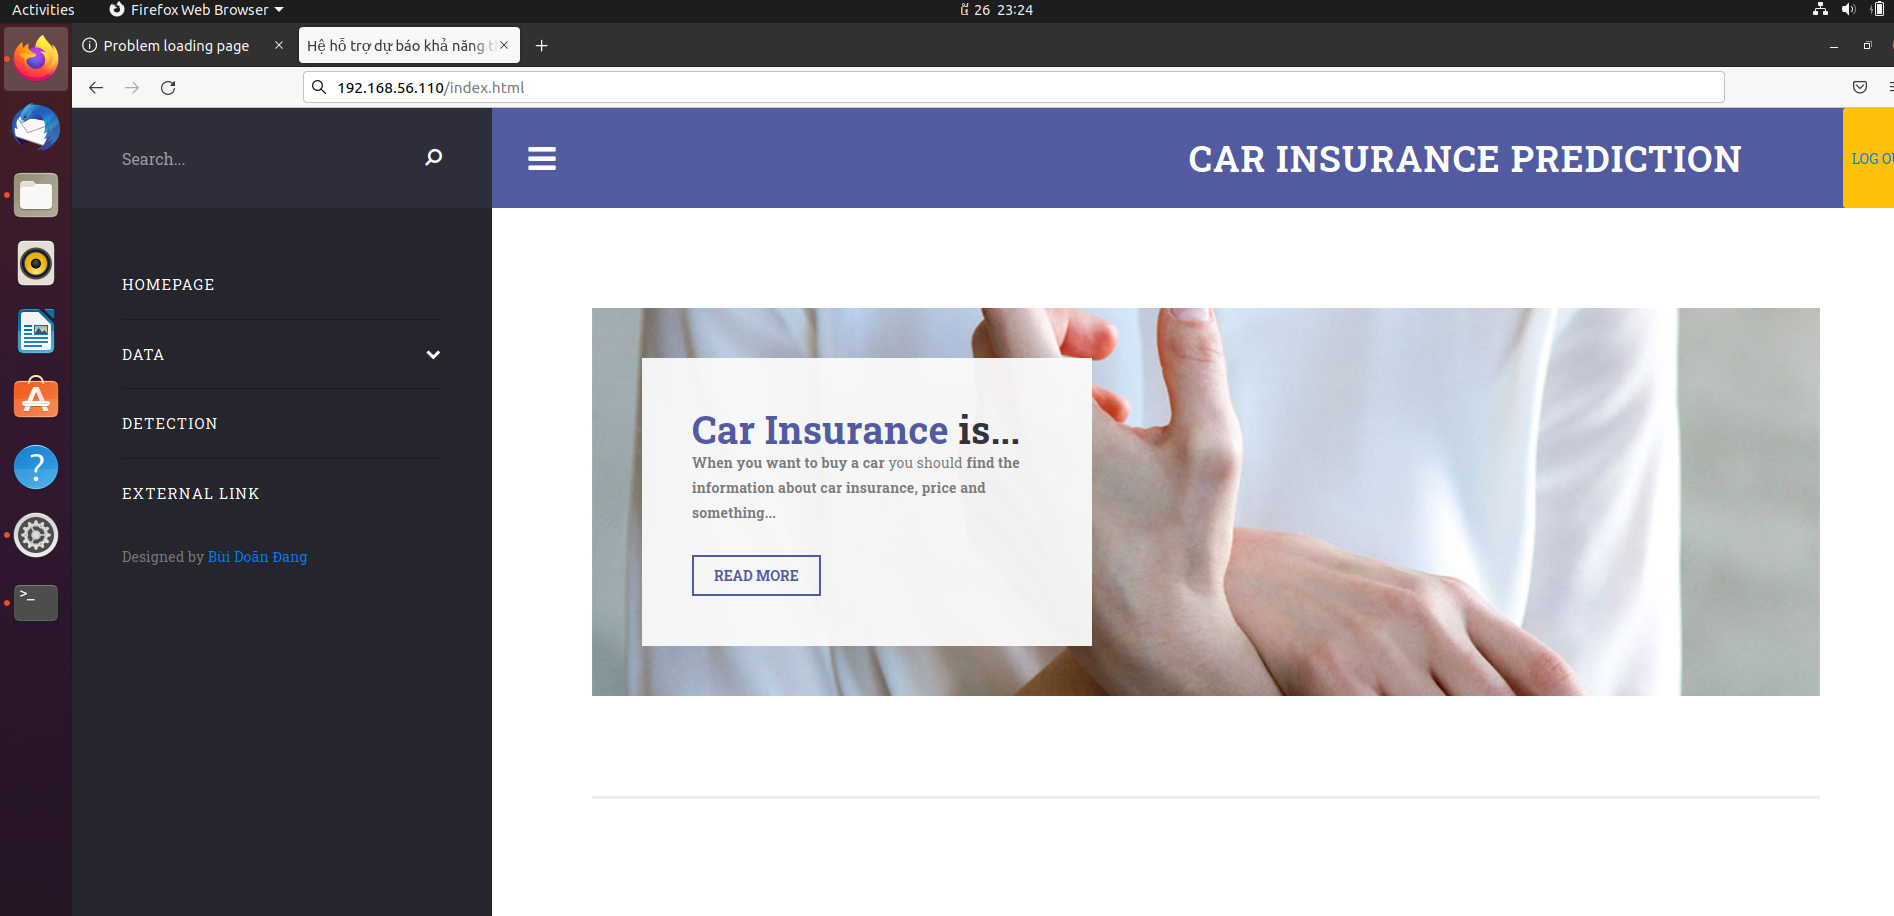 Activities
Firefox Web Browser
26 23:24
Problem loading page
Hệ hỗ trợ dự báo khả năng
192.168.56.110/index.html
Search...
CAR INSURANCE PREDICTION
LOG
HOMEPAGE
DATA
DETECTION
EXTERNAL LINK
Designed by Bùi Doãn Đang
Car Insurance is...
When you want to buy a car you should find the
information about car insurance, price and
something...
READ MORE